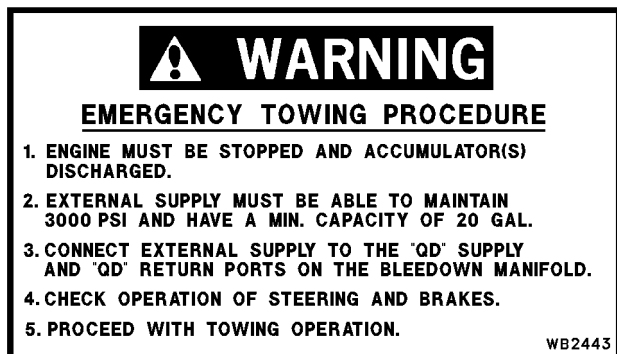 WARNING
EMERGENCY TOWING PROCEDURE
1. ENGINE MUST BE STOPPED AND ACCUMULATOR(S)
DISCHARGED.
2. EXTERNAL SUPPLY MUST BE ABLE TO MAINTAIN
3000 PSI AND HAVE A MIN. CAPACITY OF 20 GAL.
3. CONNECT EXTERNAL SUPPLY TO THE "QD" SUPPLY
AND "QD" RETURN PORTS ON THE BLEEDOWN MANIFOLD.
4. CHECK OPERATION OF STEERING AND BRAKES.
5. PROCEED WITH TOWING OPERATION.
WB2443